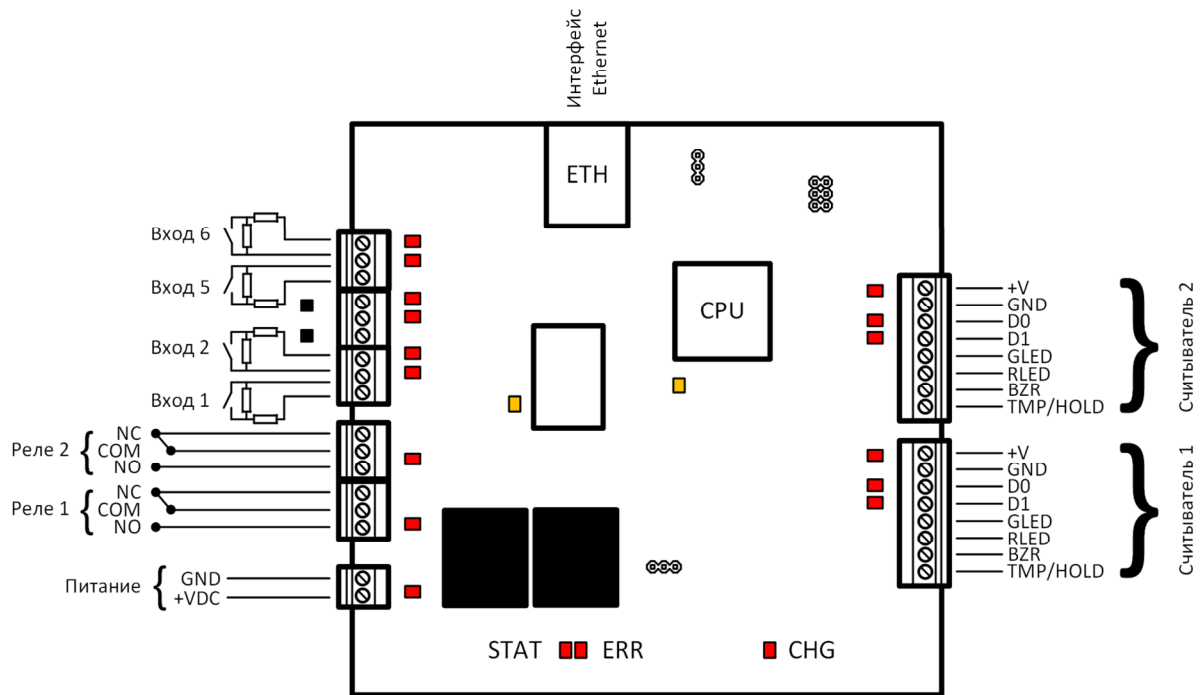 Интерфейс
Ethernet
ETH
CPU
Вход 6
Вход 5
Вход 2
Вход 1
Реле 2
NC
COM
NO
Реле 1
NC
COM
NO
Питание
GND
+VDC
+V
GND
D0
D1
GLED
RLED
BZR
TMP/HOLD
Считыватель 2
+V
GND
D0
D1
GLED
RLED
BZR
TMP/HOLD
Считыватель 1
STAT ERR CHG